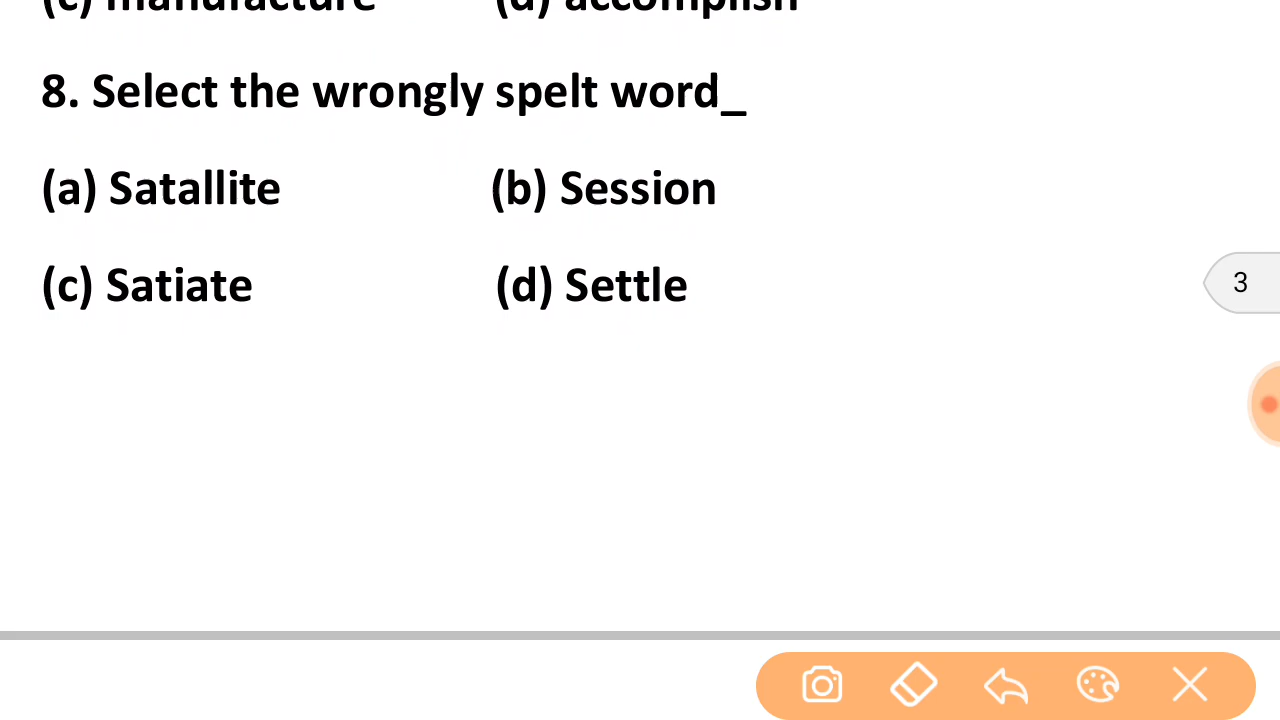 (c) manufacture (d) accomplish
8. Select the wrongly spelt word_
(a) Satallite (b) Session
(c) Satiate (d) Settle
3